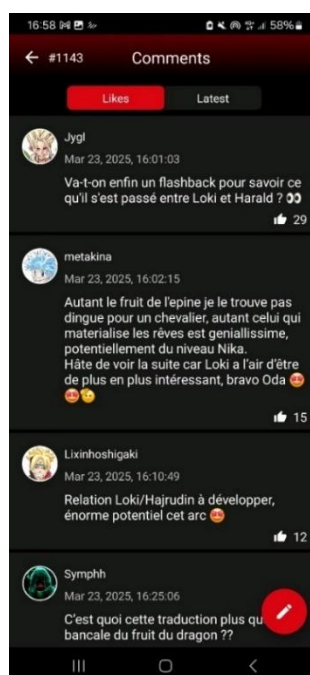 16:58
58%
#1143 Comments
Likes Latest
Jygl
Mar 23, 2025, 16:01:03
Va-t-on enfin un flashback pour savoir ce
qu'il s'est passé entre Loki et Harald ? 👀
29
metakina
Mar 23, 2025, 16:02:15
Autant le fruit de l'epine je le trouve pas
dingue pour un chevalier, autant celui qui
materialise les rêves est geniallissime,
potentiellement du niveau Nika.
Hâte de voir la suite car Loki a l'air d'être
de plus en plus intéressant, bravo Oda 😍
😍🫡
15
Lixinhoshigaki
Mar 23, 2025, 16:10:49
Relation Loki/Hajrudin à développer,
énorme potentiel cet arc 😍
12
Symphh
Mar 23, 2025, 16:25:06
C'est quoi cette traduction plus qu
bancale du fruit du dragon ??